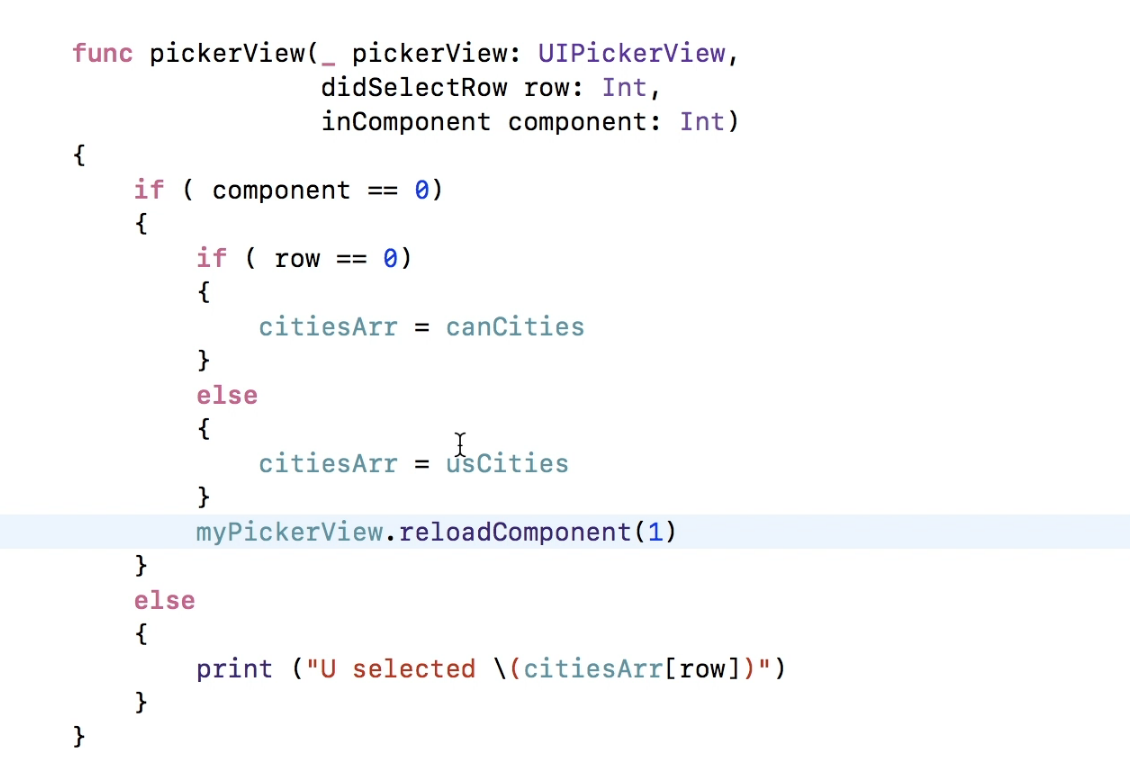 func pickerView(_ pickerView: UIPickerView,
                didSelectRow row: Int,
                inComponent component: Int)
{
    if ( component == 0)
    {
        if ( row == 0)
        {
            citiesArr = canCities
        }
        else
        {
            citiesArr = usCities
        }
        myPickerView.reloadComponent(1)
    }
    else
    {
        print ("U selected \(citiesArr[row])")
    }
}